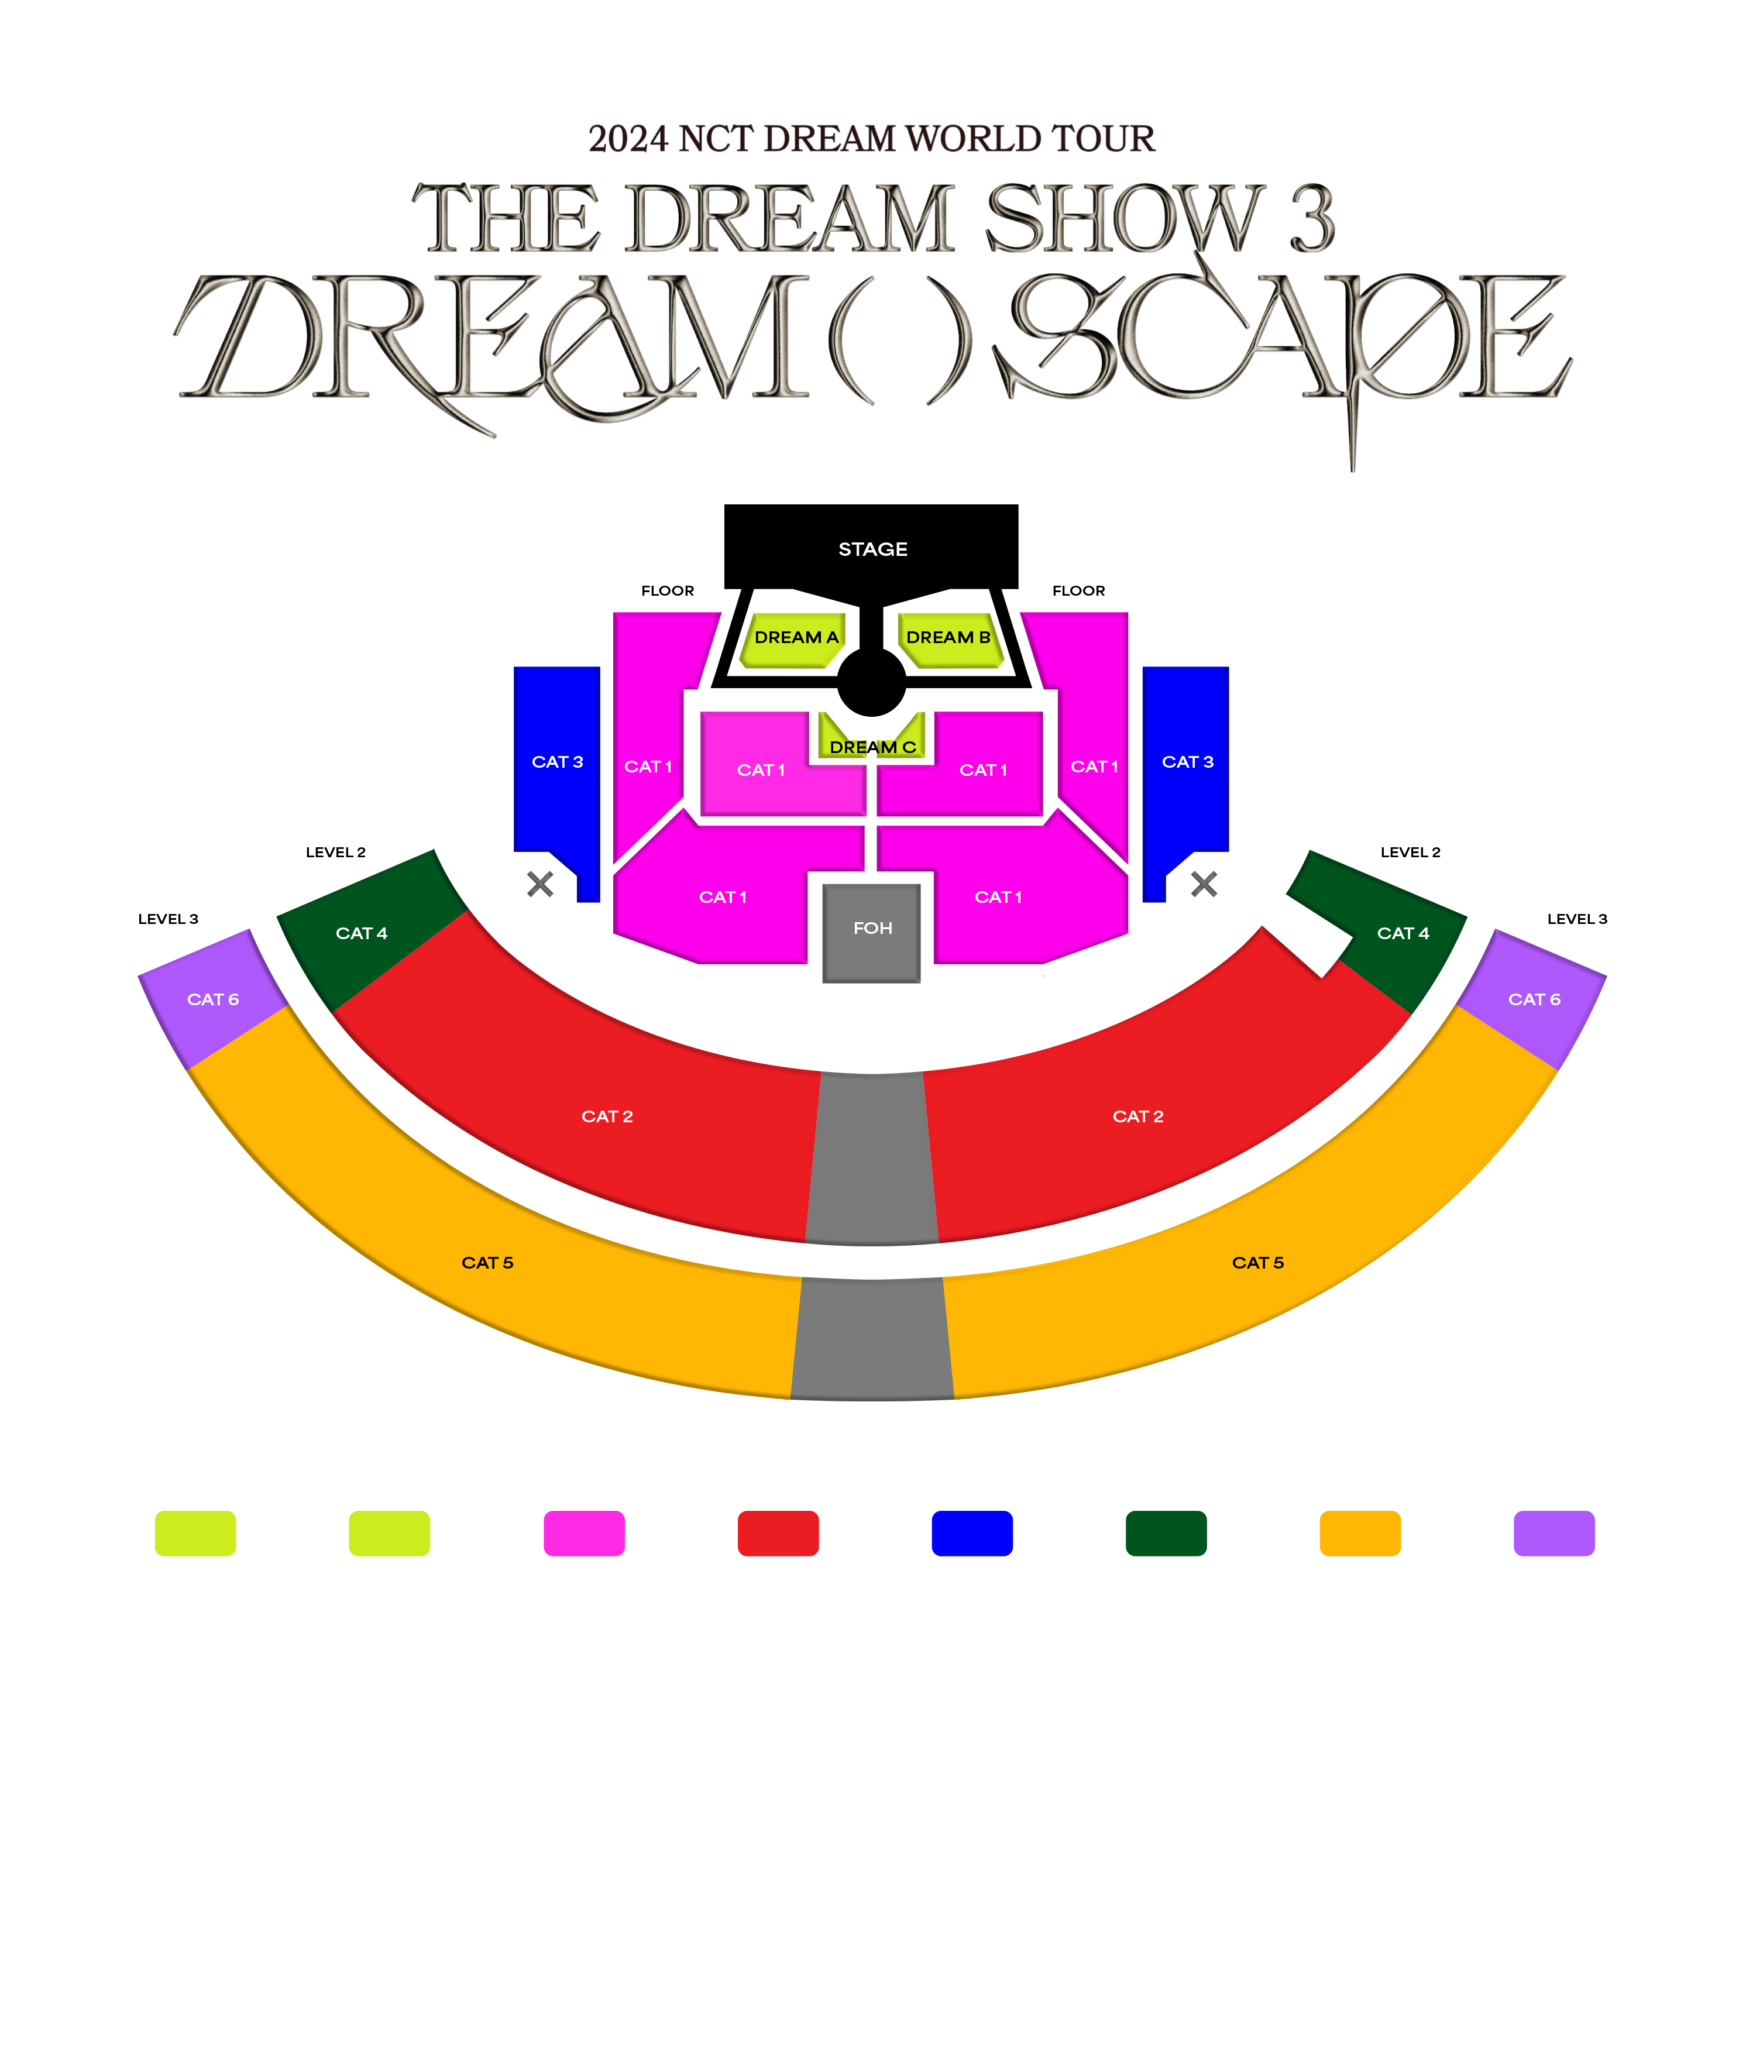 2024 NCT DREAM WORLD TOUR
THE DREAM SHOW 3
DREAM ( ) SCAPE
STAGE
FLOOR
FLOOR
DREAM A
DREAM B
DREAM C
CAT 3
CAT 1
CAT 1
CAT 1
CAT 1
CAT 3
LEVEL 2
LEVEL 2
CAT 1
CAT 1
LEVEL 3
LEVEL 3
FOH
CAT 4
CAT 4
CAT 6
CAT 6
CAT 2
CAT 2
CAT 5
CAT 5